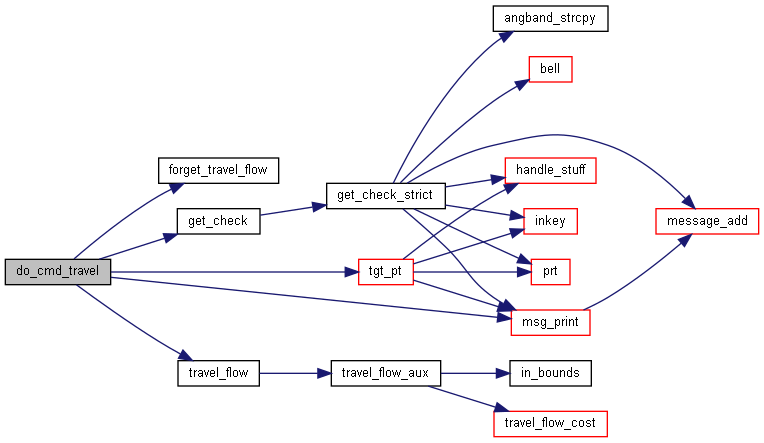 angband_strcpy
bell
forget_travel_flow
handle_stuff
get_check_strict
get_check
inkey
message_add
do_cmd_travel
tgt_pt
prt
msg_print
travel_flow
travel_flow_aux
in_bounds
travel_flow_cost